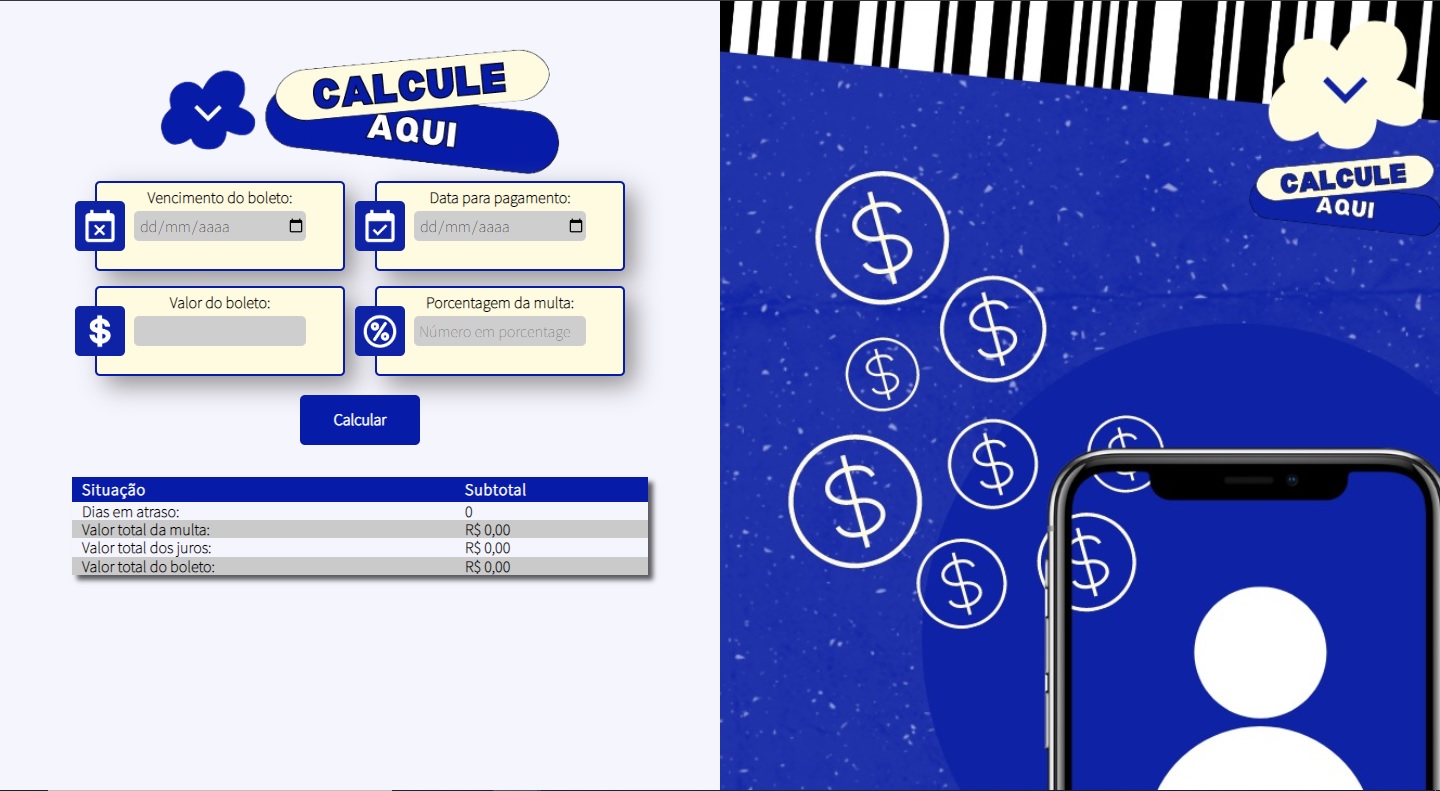 CALCULE
AQUI
Vencimento do boleto:
dd/mm/aaaa
Data para pagamento:
dd/mm/aaaa
Valor do boleto:
$
Porcentagem da multa:
%
Número em porcentage
Calcular
Situação Subtotal
Dias em atraso: 0
Valor total da multa: R$ 0,00
Valor total dos juros: R$ 0,00
Valor total do boleto: R$ 0,00
CALCULE
AQUI
$
$
$
$
$
$
$
$